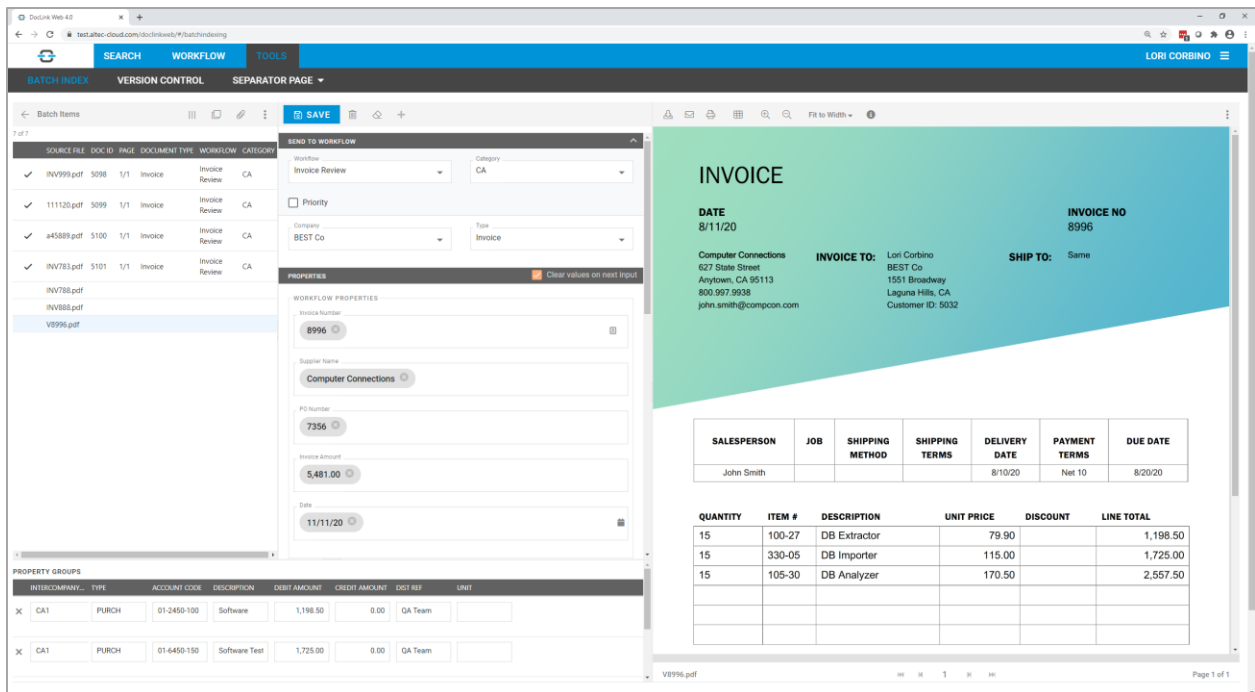 DocLink Web 4.0
test.altec-cloud.com/doclinkweb/#/batchindexing
SEARCH WORKFLOW TOOLS LORI CORBINO
BATCH INDEX VERSION CONTROL SEPARATOR PAGE
Batch Items
7 of 7
SOURCE FILE DOC ID PAGE DOCUMENT TYPE WORKFLOW CATEGORY
INV999.pdf 5098 1/1 Invoice Invoice Review CA
111120.pdf 5099 1/1 Invoice Invoice Review CA
a45889.pdf 5100 1/1 Invoice Invoice Review CA
INV783.pdf 5101 1/1 Invoice Invoice Review CA
INV788.pdf
INV888.pdf
V8996.pdf
SAVE
SEND TO WORKFLOW
Workflow Category
Invoice Review CA
Priority
Company Type
BEST Co Invoice
PROPERTIES Clear values on next input
WORKFLOW PROPERTIES
Invoice Number
8996
Supplier Name
Computer Connections
PO Number
7356
Invoice Amount
5,481.00
Date
11/11/20
PROPERTY GROUPS
INTERCOMPANY... TYPE ACCOUNT CODE DESCRIPTION DEBIT AMOUNT CREDIT AMOUNT DIST REF UNIT
CA1 PURCH 01-2450-100 Software 1,198.50 0.00 QA Team
CA1 PURCH 01-6450-150 Software Test 1,725.00 0.00 QA Team
Fit to Width
INVOICE
DATE INVOICE NO
8/11/20 8996
Computer Connections INVOICE TO: Lori Corbino SHIP TO: Same
627 State Street BEST Co
Anytown, CA 95113 1551 Broadway
800.997.9938 Laguna Hills, CA
john.smith@compcon.com Customer ID: 5032
SALESPERSON JOB SHIPPING METHOD SHIPPING TERMS DELIVERY DATE PAYMENT TERMS DUE DATE
John Smith 8/10/20 Net 10 8/20/20
QUANTITY ITEM # DESCRIPTION UNIT PRICE DISCOUNT LINE TOTAL
15 100-27 DB Extractor 79.90 1,198.50
15 330-05 DB Importer 115.00 1,725.00
15 105-30 DB Analyzer 170.50 2,557.50
V8996.pdf 1 Page 1 of 1